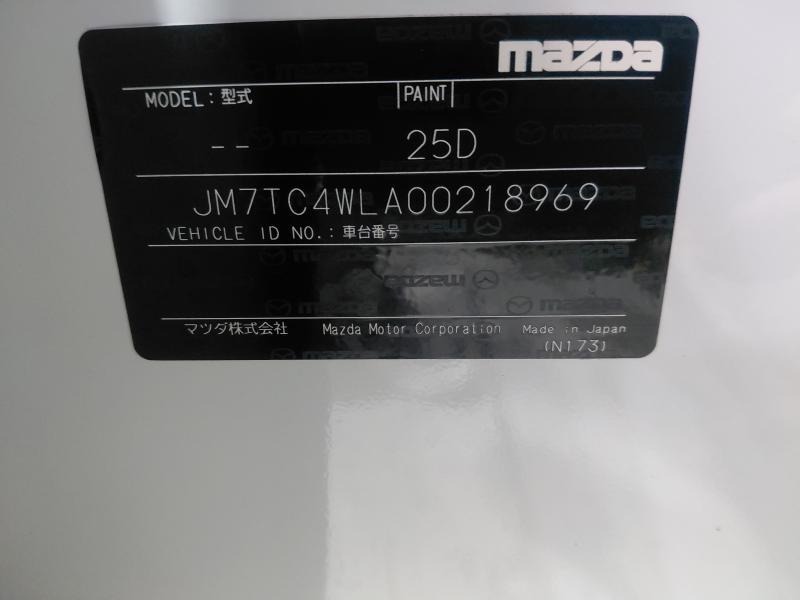 mazda
MODEL : 型式 PAINT
-- 25D
JM7TC4WLA00218969
VEHICLE ID NO. : 車台番号
マツダ株式会社 Mazda Motor Corporation Made in Japan
(N173)